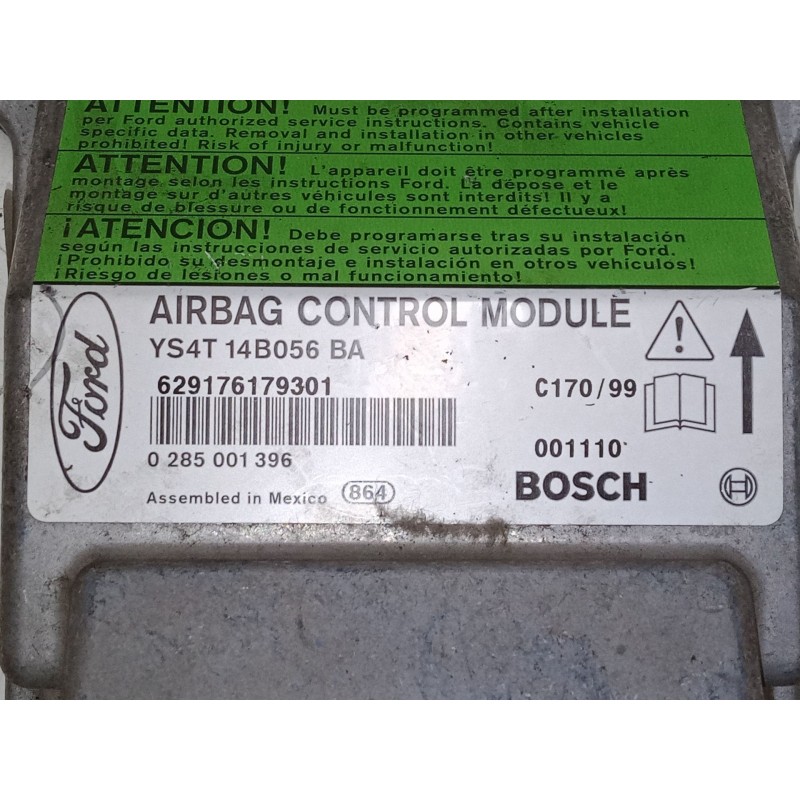 ATTENTION! Must be programmed after installation
per Ford authorized service instructions. Contains vehicle
specific data. Removal and installation in other vehicles
prohibited! Risk of injury or malfunction!
ATTENTION! L'appareil doit être programmé après
montage selon les instructions Ford. La dépose et le
montage sur d'autres véhicules sont interdits! Il y a
risque de blessure ou de fonctionnement défectueux!
¡ATENCIÓN! Debe programarse tras su instalación
según las instrucciones de servicio autorizadas por Ford.
¡Prohibido su desmontaje e instalación en otros vehículos!
¡Riesgo de lesiones o mal funcionamiento!
Ford
AIRBAG CONTROL MODULE
YS4T 14B056 BA
629176179301 C170/99
0 285 001 396 001110
Assembled in Mexico 864 BOSCH